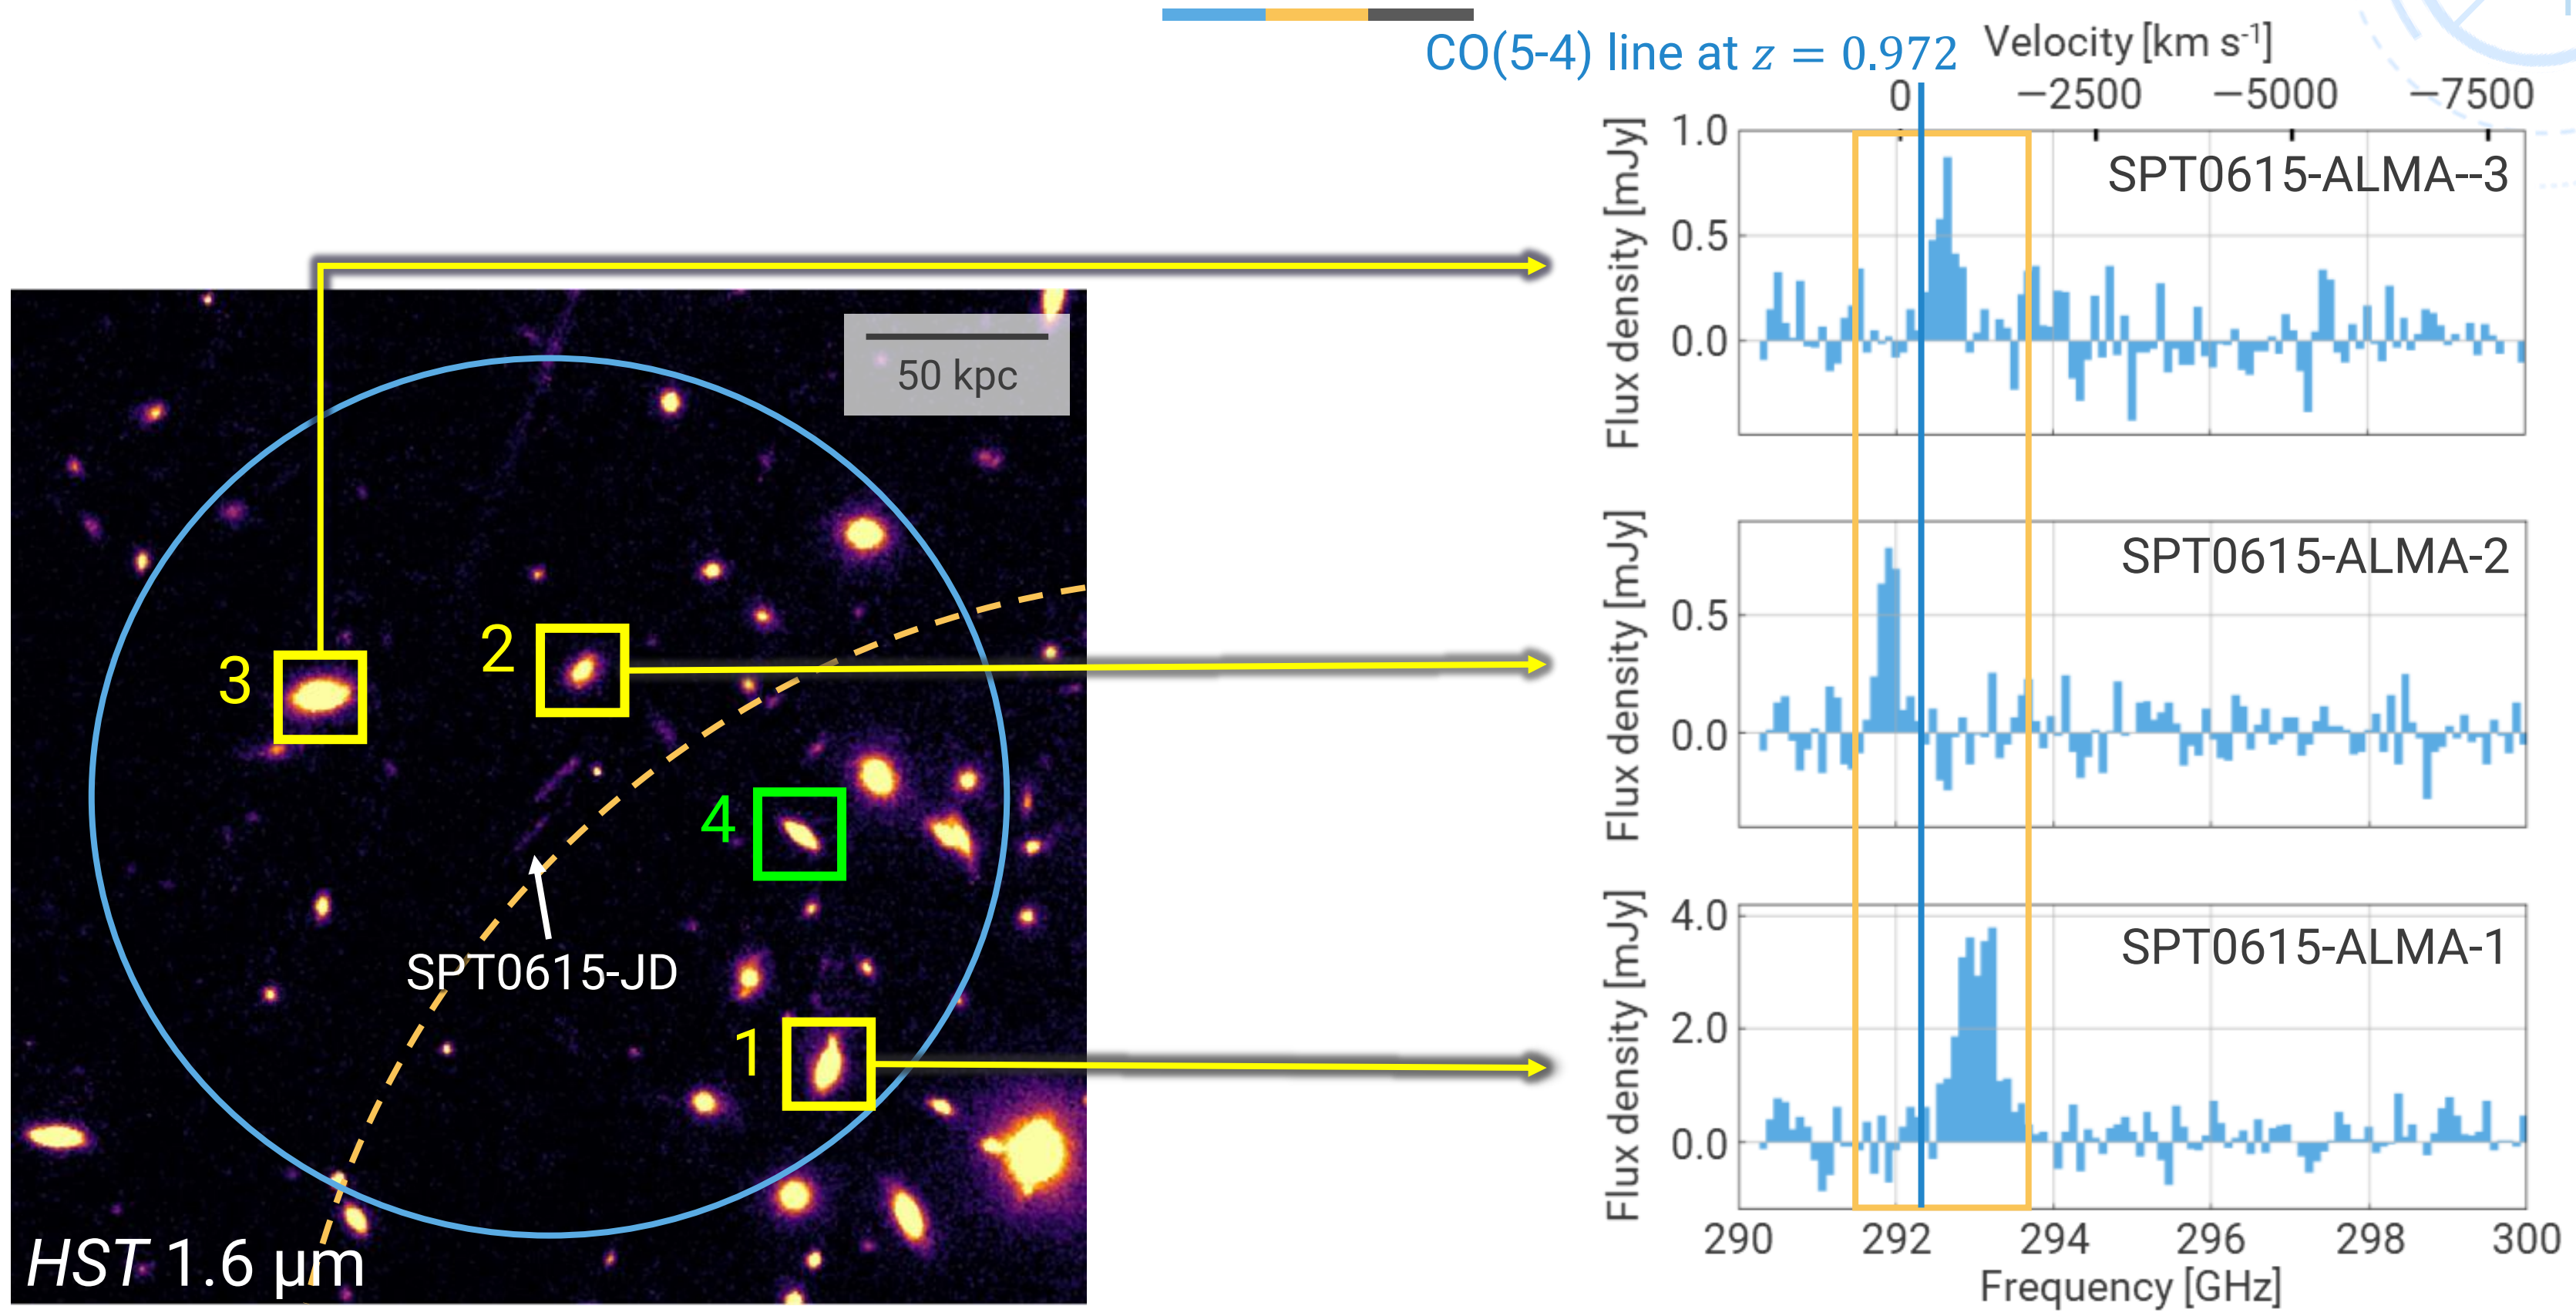 CO(5-4) line at z = 0.972
Velocity [km s⁻¹]
0 −2500 −5000 −7500
50 kpc
3
2
4
SPT0615-JD
1
HST 1.6 μm
Flux density [mJy]
1.0
0.5
0.0
SPT0615-ALMA--3
Flux density [mJy]
0.5
0.0
SPT0615-ALMA-2
Flux density [mJy]
4.0
2.0
0.0
SPT0615-ALMA-1
290 292 294 296 298 300
Frequency [GHz]